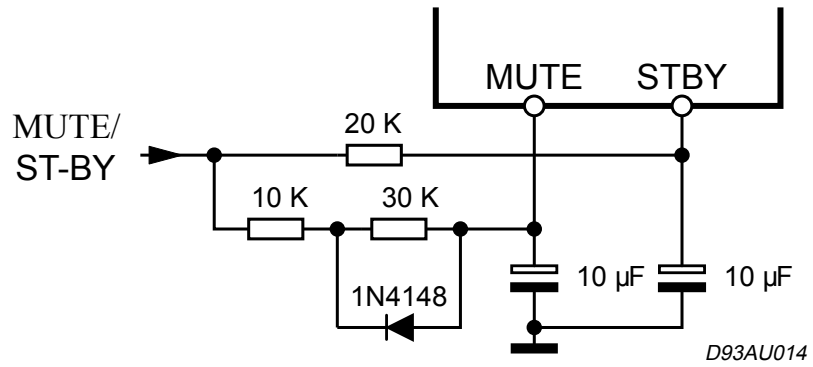 MUTE STBY
MUTE/
ST-BY
20 K
10 K 30 K
1N4148
10 µF 10 µF
D93AU014